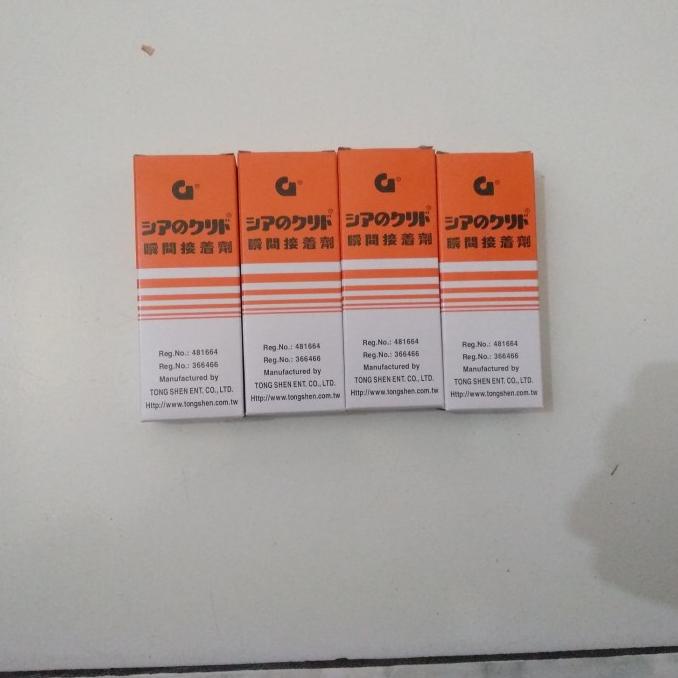 G®
シアのクリド®
瞬間接着劑
Reg.No.: 481664
Reg.No.: 366466
Manufactured by
TONG SHEN ENT. CO., LTD.
Http://www.tongshen.com.tw
G®
シアのクリド®
瞬間接着劑
Reg.No.: 481664
Reg.No.: 366466
Manufactured by
TONG SHEN ENT. CO., LTD.
Http://www.tongshen.com.tw
G®
シアのクリド®
瞬間接着劑
Reg.No.: 481664
Reg.No.: 366466
Manufactured by
TONG SHEN ENT. CO., LTD.
Http://www.tongshen.com.tw
G®
シアのクリド®
瞬間接着劑
Reg.No.: 481664
Reg.No.: 366466
Manufactured by
TONG SHEN ENT. CO., LTD.
Http://www.tongshen.com.tw